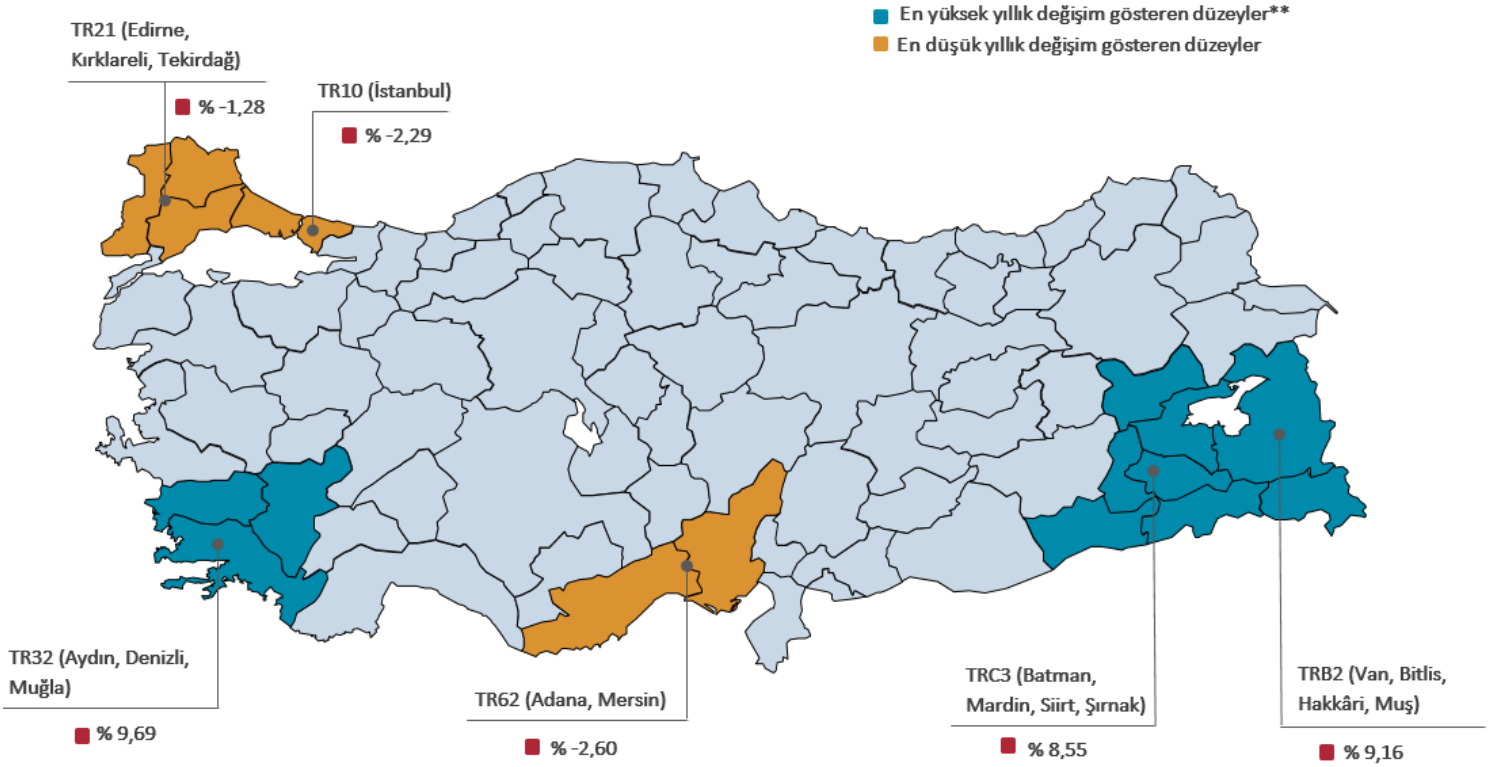 En yüksek yıllık değişim gösteren düzeyler**
En düşük yıllık değişim gösteren düzeyler
TR21 (Edirne,
Kırklareli, Tekirdağ)
% -1,28
TR10 (İstanbul)
% -2,29
TR32 (Aydın, Denizli,
Muğla)
% 9,69
TR62 (Adana, Mersin)
% -2,60
TRC3 (Batman,
Mardin, Siirt, Şırnak)
% 8,55
TRB2 (Van, Bitlis,
Hakkâri, Muş)
% 9,16